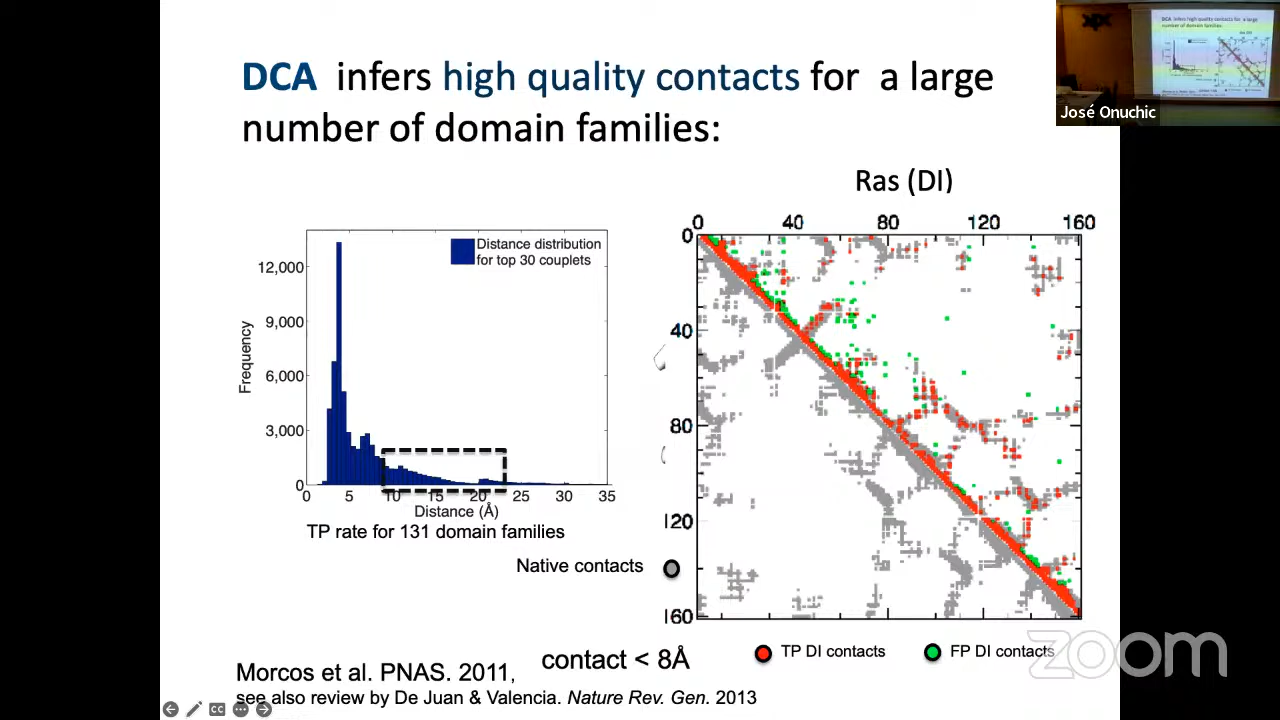 DCA infers high quality contacts for a large
number of domain families:
José Onuchic
Ras (DI)
Distance distribution
for top 30 couplets
Frequency
12,000
9,000
6,000
3,000
0
0 5 10 15 20 25 30 35
Distance (Å)
TP rate for 131 domain families
0 40 80 120 160
0
40
80
120
160
Native contacts
TP DI contacts
FP DI contacts
contact < 8Å
Morcos et al. PNAS. 2011,
see also review by De Juan & Valencia. Nature Rev. Gen. 2013
CC
zoom